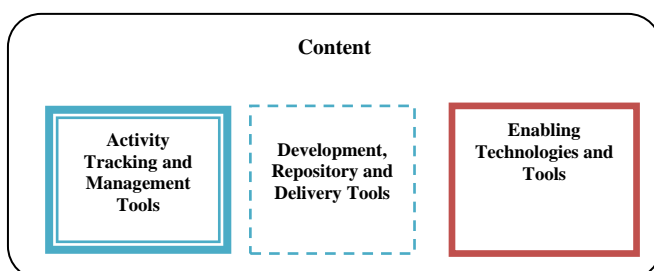 Content
Activity
Tracking and
Management
Tools
Development,
Repository and
Delivery Tools
Enabling
Technologies and
Tools